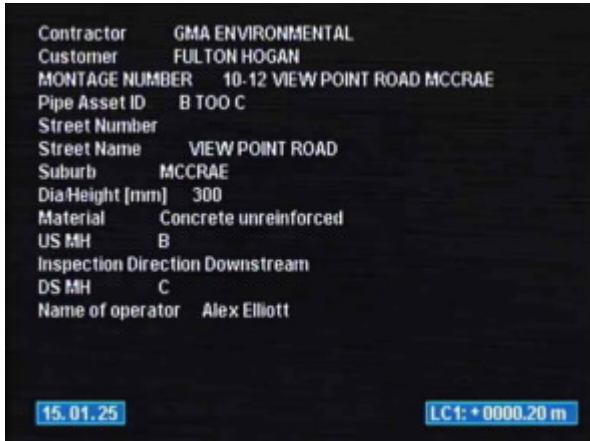 Contractor GMA ENVIRONMENTAL
Customer FULTON HOGAN
MONTAGE NUMBER 10-12 VIEW POINT ROAD MCCRAE
Pipe Asset ID B TOO C
Street Number
Street Name VIEW POINT ROAD
Suburb MCCRAE
Dia/Height [mm] 300
Material Concrete unreinforced
US MH B
Inspection Direction Downstream
DS MH C
Name of operator Alex Elliott
15.01.25 LC1: +0000.20 m